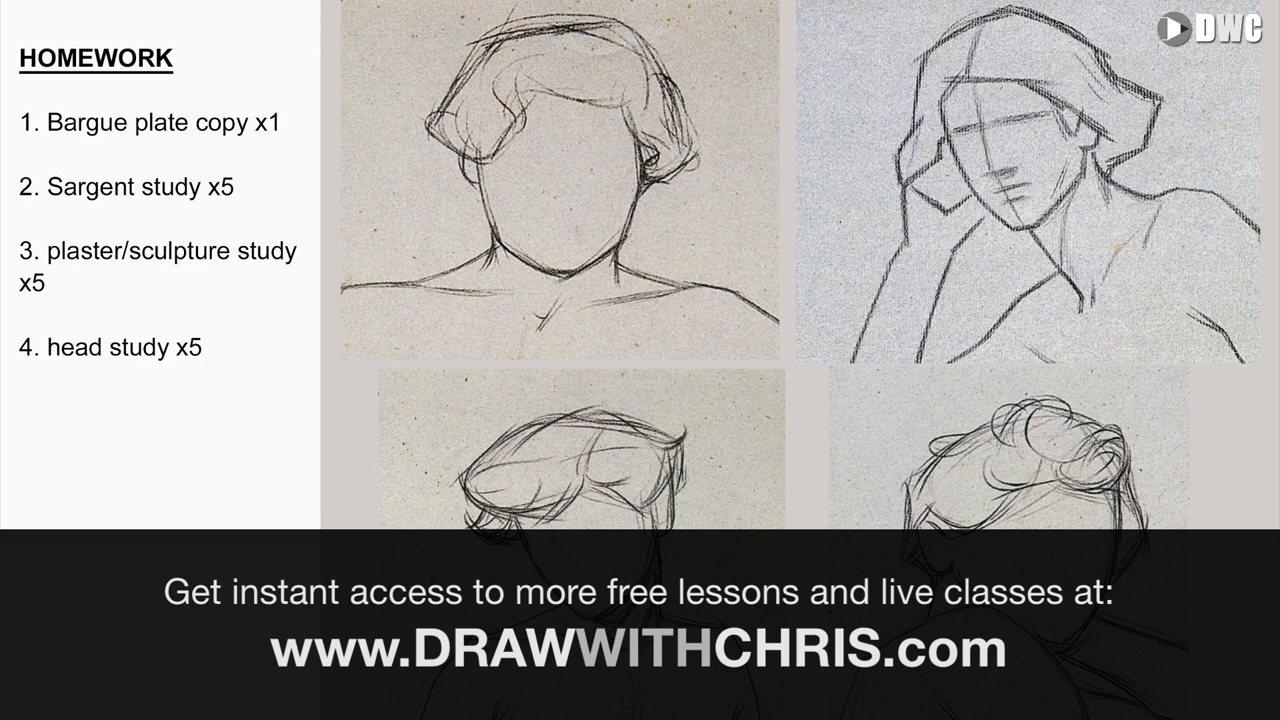 HOMEWORK
1. Bargue plate copy x1
2. Sargent study x5
3. plaster/sculpture study
x5
4. head study x5
DWC
Get instant access to more free lessons and live classes at:
www.DRAWWITHCHRIS.com